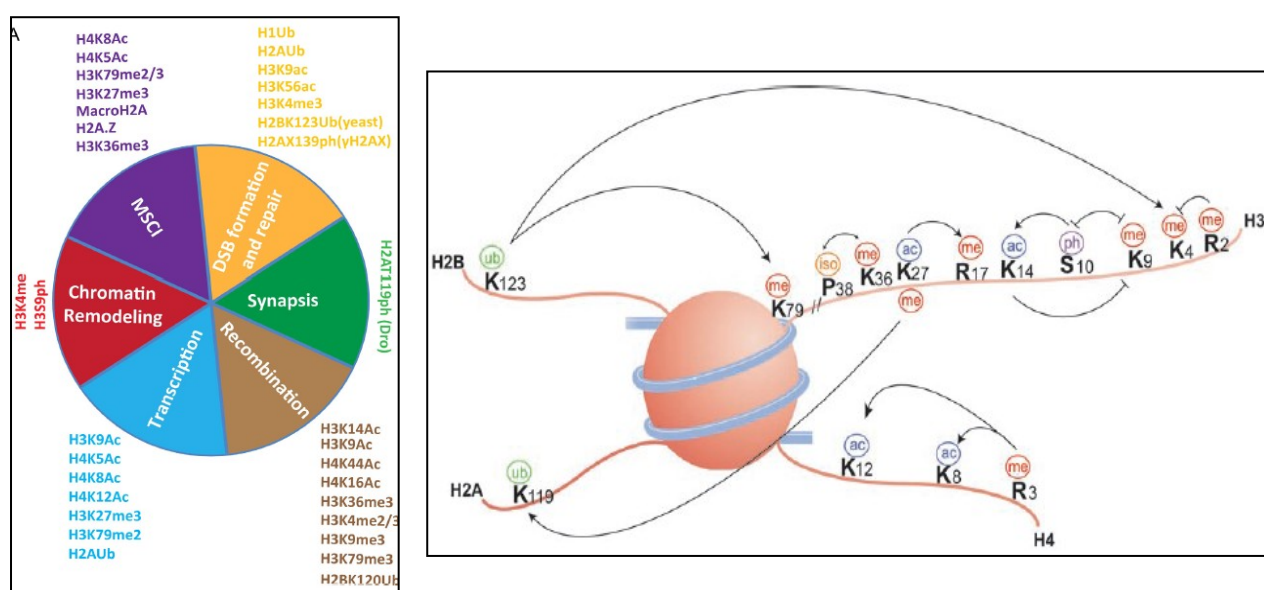 A
H4K8Ac
H4K5Ac
H3K79me2/3
H3K27me3
MacroH2A
H2A.Z
H3K36me3
H1Ub
H2AUb
H3K9ac
H3K56ac
H3K4me3
H2BK123Ub(yeast)
H2AX139ph(γH2AX)
MSCI
DSB formation
and repair
Synapsis
Recombination
Transcription
Chromatin
Remodeling
H3K4me
H3S9ph
H2AT119ph (Dro)
H3K9Ac
H4K5Ac
H4K8Ac
H4K12Ac
H3K27me3
H3K79me2
H2AUb
H3K14Ac
H3K9Ac
H4K44Ac
H4K16Ac
H3K36me3
H3K4me2/3
H3K9me3
H3K79me3
H2BK120Ub
H2B
ub
K123
me
K79
//
iso
P38
me
K36
ac
K27
me
me
R17
ac
K14
ph
S10
me
K9
me
K4
me
R2
H3
H2A
ub
K119
ac
K12
ac
K8
me
R3
H4